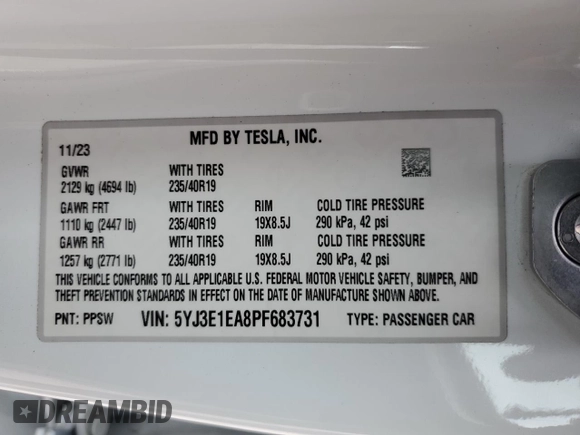 MFD BY TESLA, INC.
11/23
GVWR WITH TIRES
2129 kg (4694 lb) 235/40R19
GAWR FRT WITH TIRES RIM COLD TIRE PRESSURE
1110 kg (2447 lb) 235/40R19 19X8.5J 290 kPa, 42 psi
GAWR RR WITH TIRES RIM COLD TIRE PRESSURE
1257 kg (2771 lb) 235/40R19 19X8.5J 290 kPa, 42 psi
THIS VEHICLE CONFORMS TO ALL APPLICABLE U.S. FEDERAL MOTOR VEHICLE SAFETY, BUMPER, AND
THEFT PREVENTION STANDARDS IN EFFECT ON THE DATE OF MANUFACTURE SHOWN ABOVE.
PNT: PPSW VIN: 5YJ3E1EA8PF683731 TYPE: PASSENGER CAR
DREAMBID